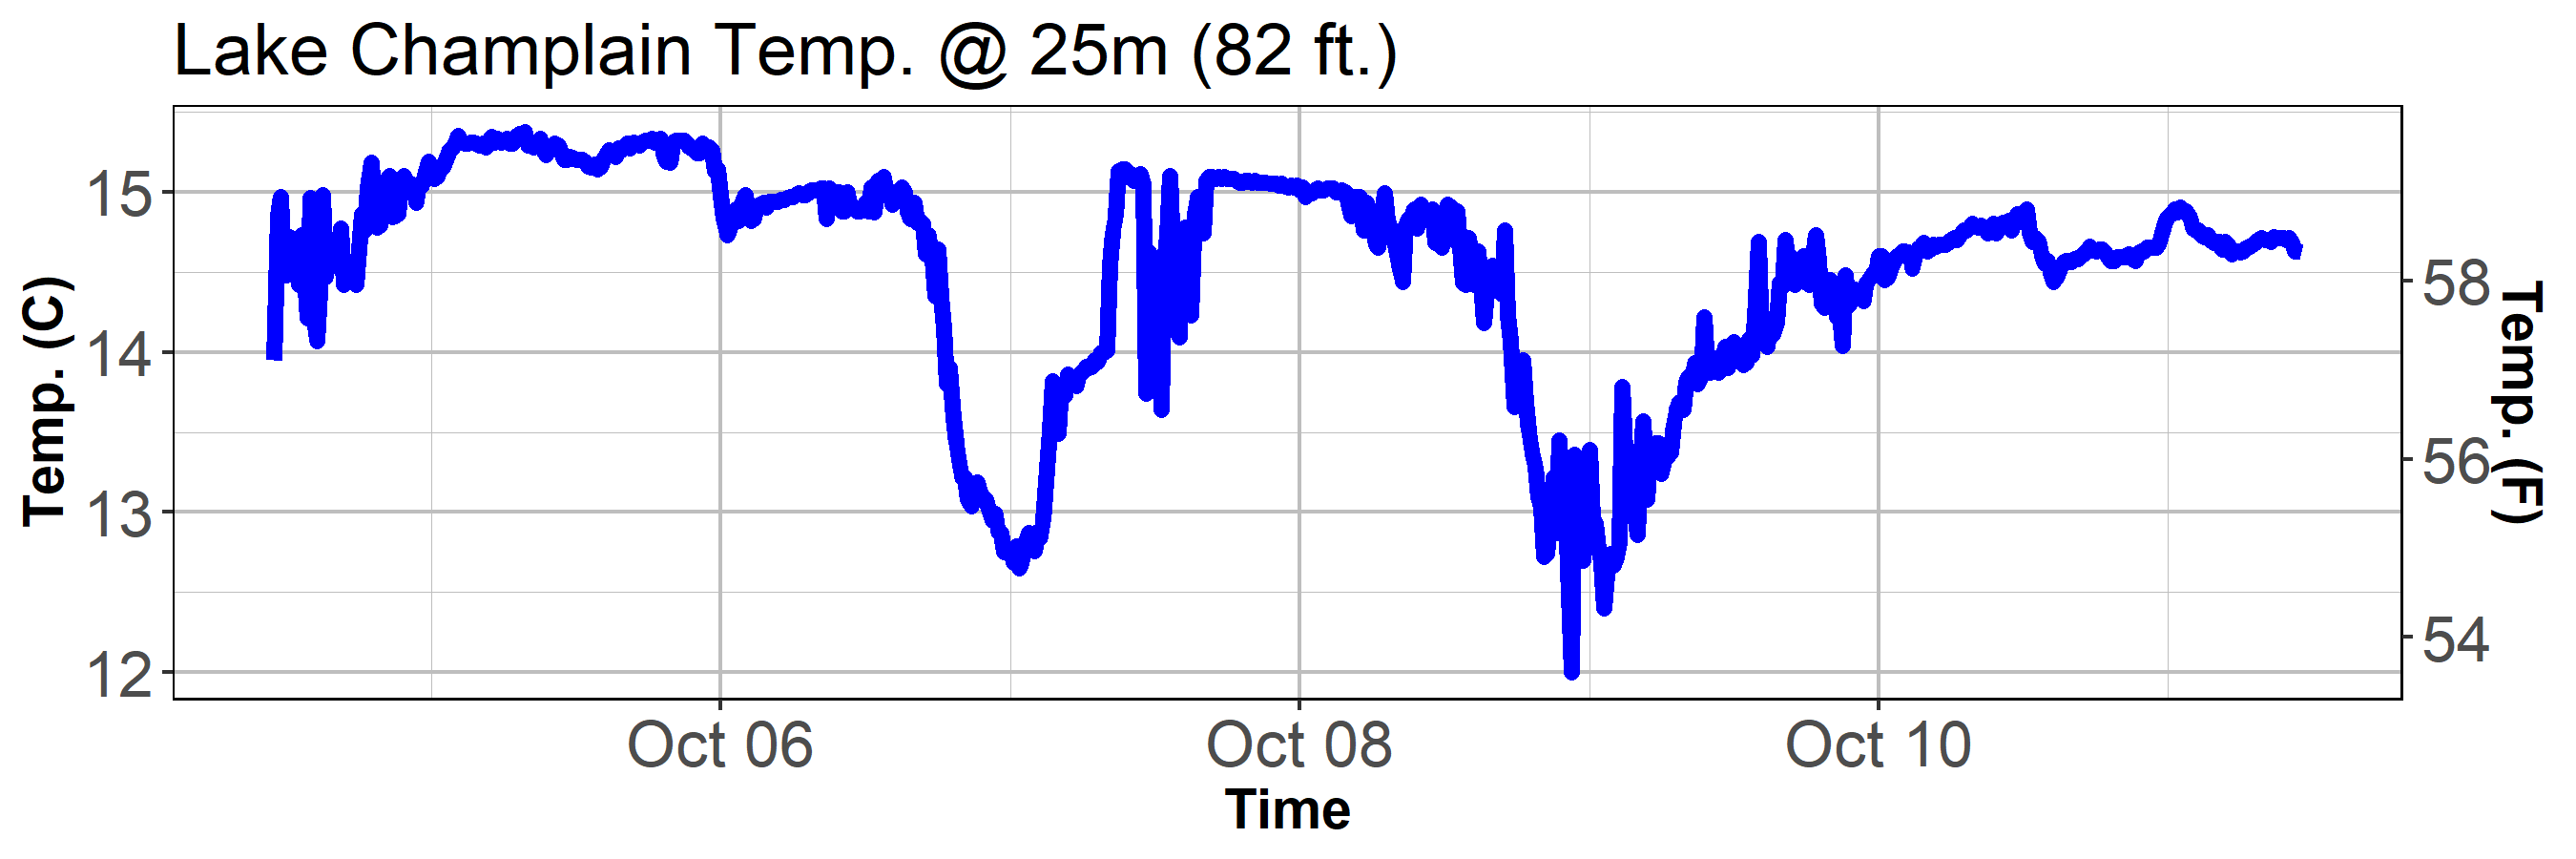 Lake Champlain Temp. @ 25m (82 ft.)
Temp. (C)
15
14
13
12
58
56
54
Temp. (F)
Oct 06 Oct 08 Oct 10
Time